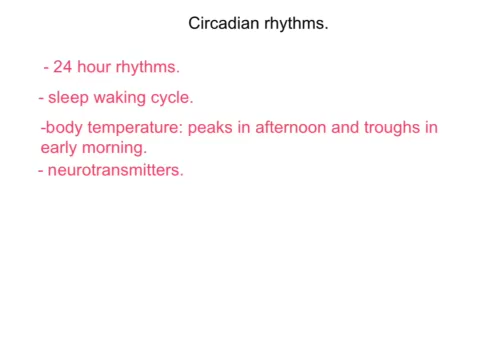 Circadian rhythms.
- 24 hour rhythms.
- sleep waking cycle.
-body temperature: peaks in afternoon and troughs in
early morning.
- neurotransmitters.